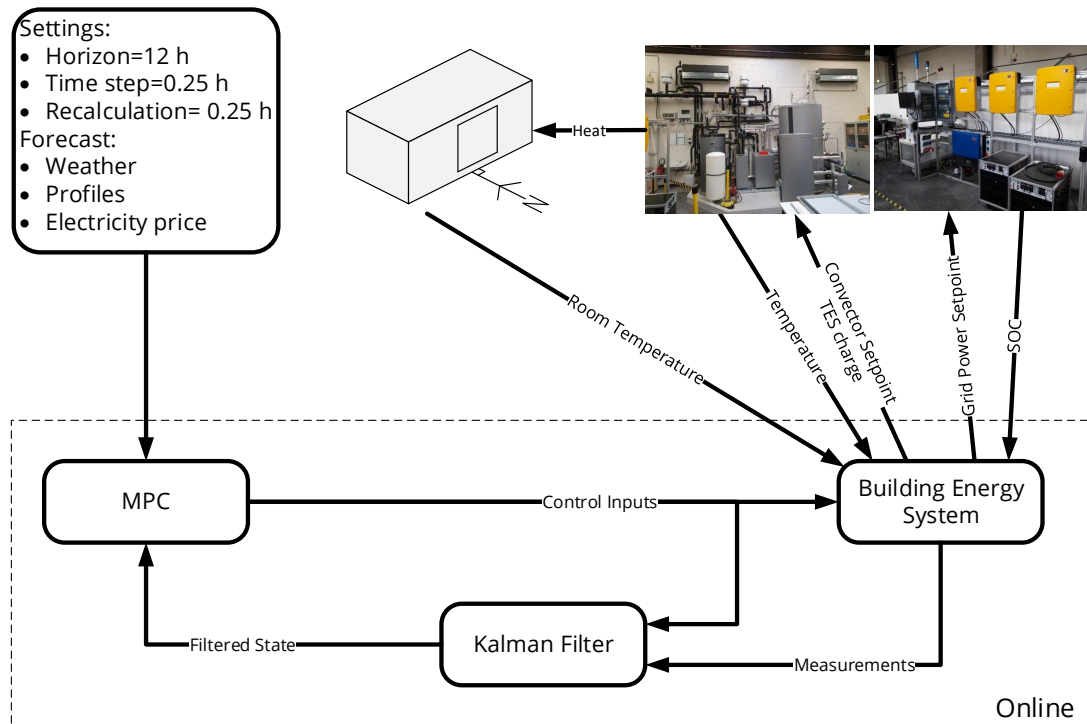 Settings:
• Horizon=12 h
• Time step=0.25 h
• Recalculation= 0.25 h
Forecast:
• Weather
• Profiles
• Electricity price
Heat
N
Room Temperature
Temperature
Convector Setpoint
TES charge
Grid Power Setpoint
SOC
MPC
Control Inputs
Building Energy
System
Filtered State
Kalman Filter
Measurements
Online